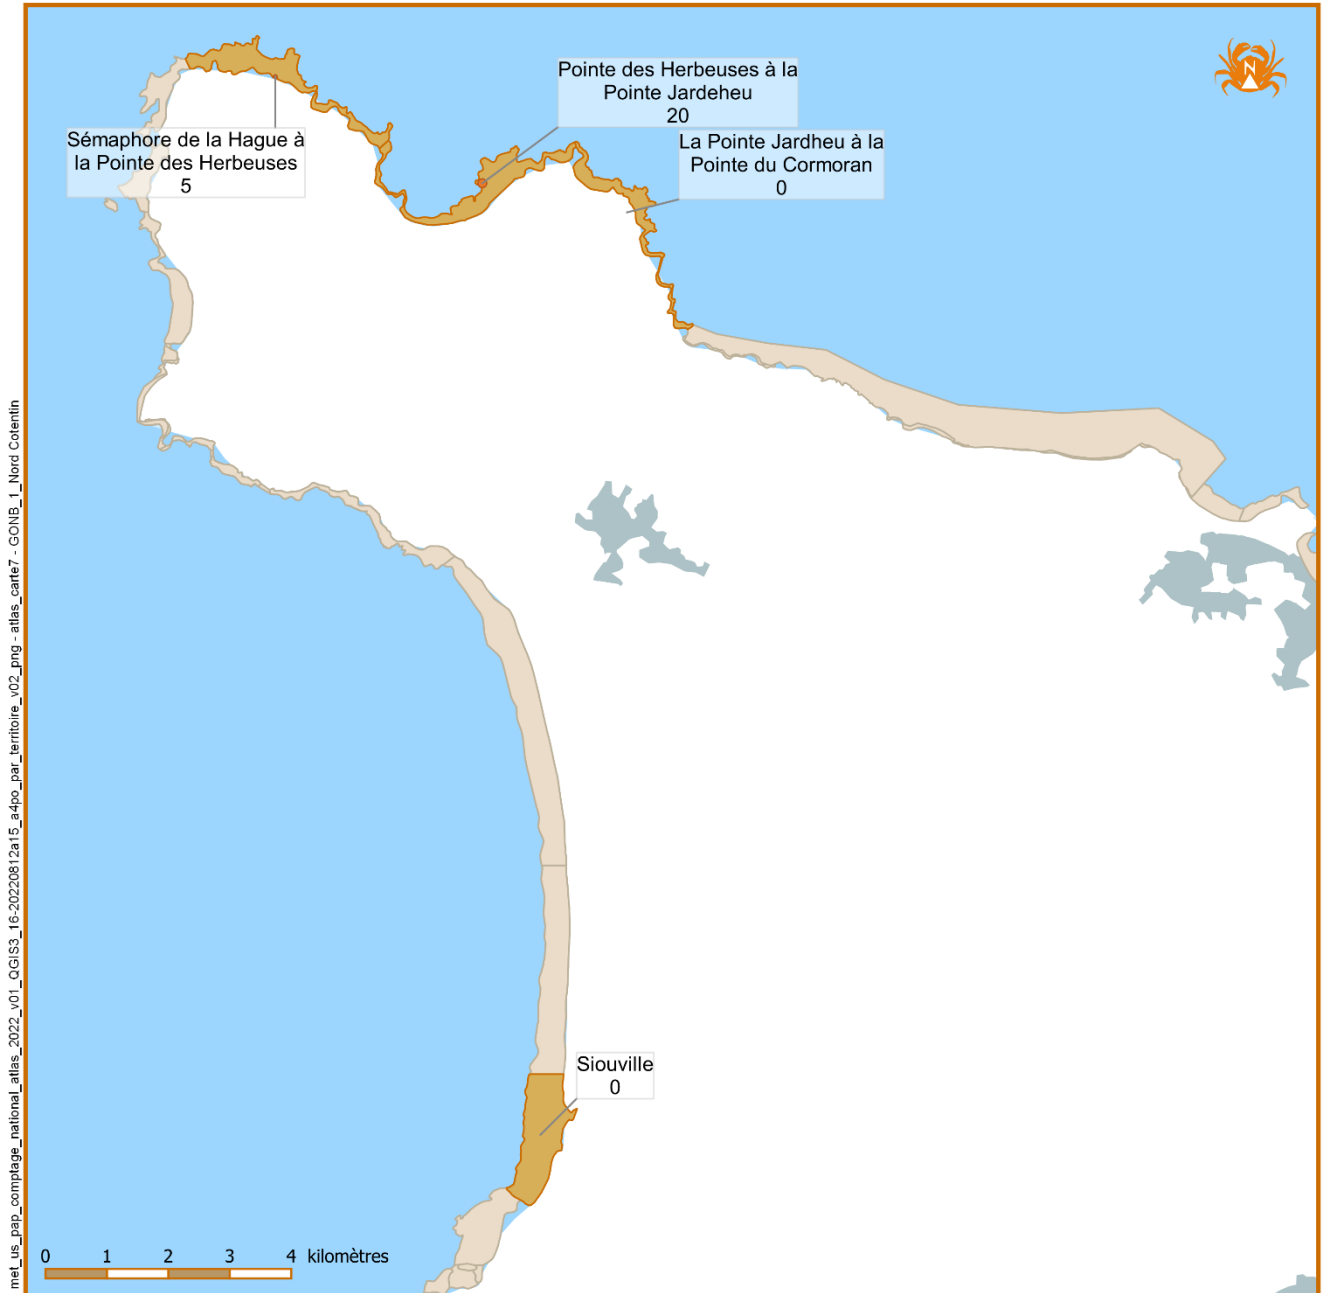 Pointe des Herbeuses à la
Pointe Jardeheu
20
N
Sémaphore de la Hague à
la Pointe des Herbeuses
5
La Pointe Jardheu à la
Pointe du Cormoran
0
Siouville
0
0 1 2 3 4 kilomètres
met_us_pap_comptage_national_atlas_2022_v01_QGIS3_16-20220812a15_a4po_par_territoire_v02_png - atlas_carte7 - GONB_1_Nord Cotentin